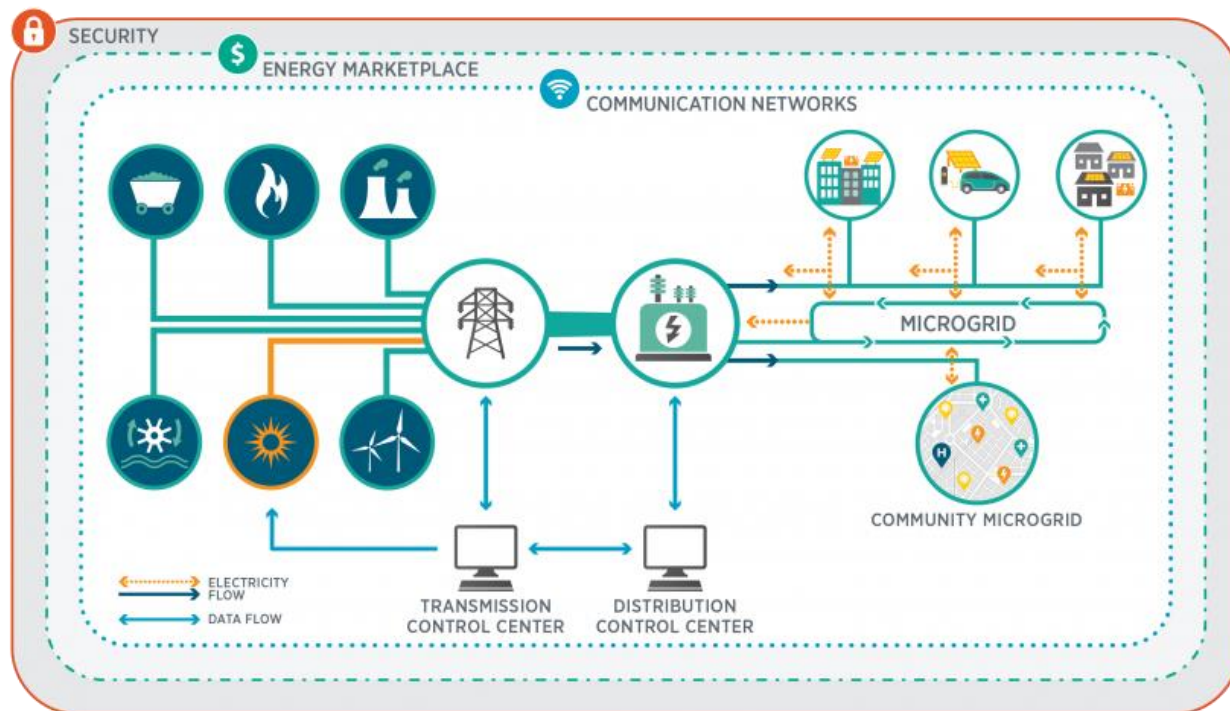 SECURITY
$
ENERGY MARKETPLACE
COMMUNICATION NETWORKS
MICROGRID
H
COMMUNITY MICROGRID
ELECTRICITY
FLOW
DATA FLOW
TRANSMISSION
CONTROL CENTER
DISTRIBUTION
CONTROL CENTER